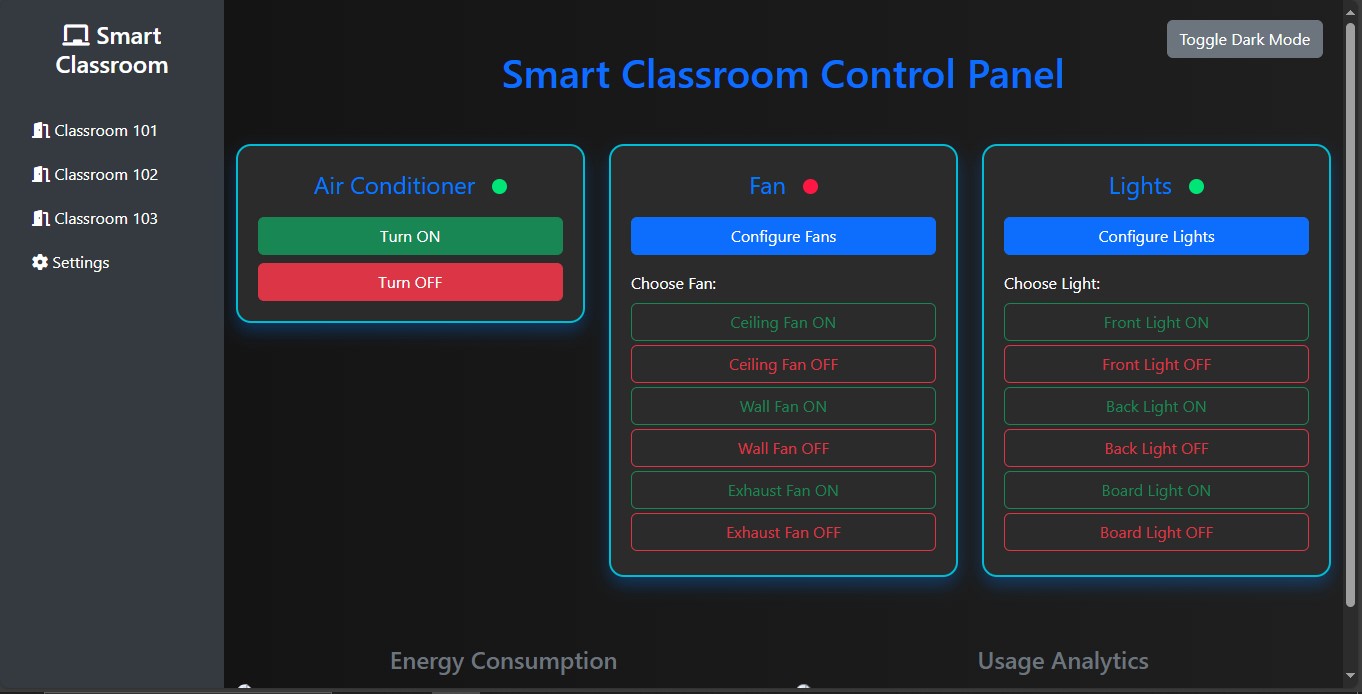 Smart
Classroom
Classroom 101
Classroom 102
Classroom 103
Settings
Toggle Dark Mode
Smart Classroom Control Panel
Air Conditioner
Turn ON
Turn OFF
Fan
Configure Fans
Choose Fan:
Ceiling Fan ON
Ceiling Fan OFF
Wall Fan ON
Wall Fan OFF
Exhaust Fan ON
Exhaust Fan OFF
Lights
Configure Lights
Choose Light:
Front Light ON
Front Light OFF
Back Light ON
Back Light OFF
Board Light ON
Board Light OFF
Energy Consumption
Usage Analytics